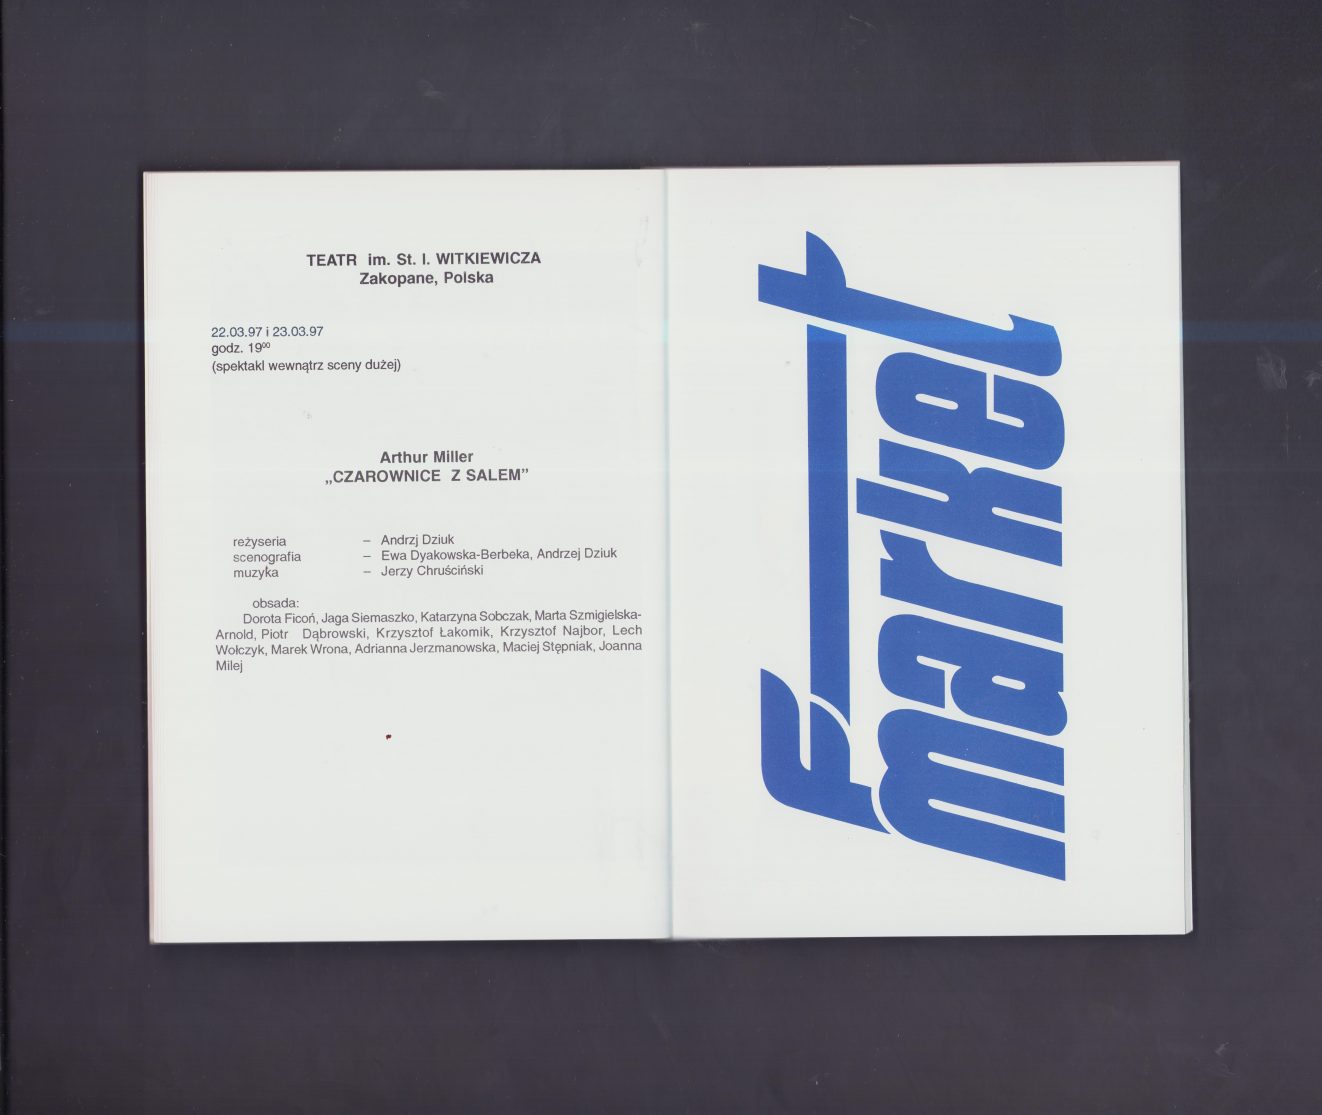 TEATR im. St. I. WITKIEWICZA
Zakopane, Polska
22.03.97 i 23.03.97
godz. 19⁰⁰
(spektakl wewnątrz sceny dużej)
Arthur Miller
„CZAROWNICE Z SALEM”
reżyseria – Andrzj Dziuk
scenografia – Ewa Dyakowska-Berbeka, Andrzej Dziuk
muzyka – Jerzy Chruściński
obsada:
Dorota Ficoń, Jaga Siemaszko, Katarzyna Sobczak, Marta Szmigielska-
Arnold, Piotr Dąbrowski, Krzysztof Łakomik, Krzysztof Najbor, Lech
Wołczyk, Marek Wrona, Adrianna Jerzmanowska, Maciej Stępniak, Joanna
Milej
market